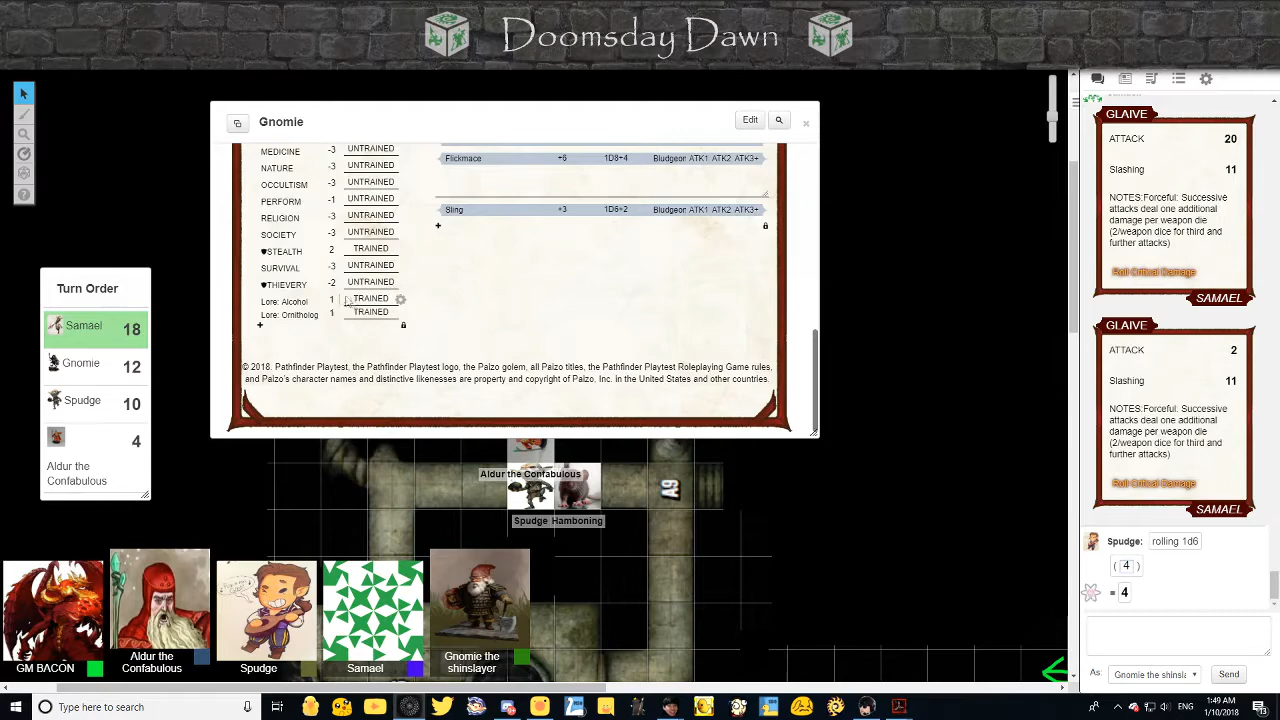 Doomsday Dawn
Gnomie
Edit
MEDICINE -3 UNTRAINED
NATURE -3 UNTRAINED
OCCULTISM -3 UNTRAINED
PERFORM -1 UNTRAINED
RELIGION -3 UNTRAINED
SOCIETY -3 UNTRAINED
STEALTH 2 TRAINED
SURVIVAL -3 UNTRAINED
THIEVERY -2 UNTRAINED
Lore: Alcohol 1 TRAINED
Lore: Ornitholog 1 TRAINED
Flickmace +6 1D8+4 Bludgeon ATK1 ATK2 ATK3+
Sling +3 1D6+2 Bludgeon ATK1 ATK2 ATK3+
© 2018. Pathfinder Playtest, the Pathfinder Playtest logo, the Paizo golem, all Paizo titles, the Pathfinder Playtest Roleplaying Game rules,
and Paizo's character names and distinctive likenesses are property and copyright of Paizo, Inc. in the United States and other countries.
Turn Order
Samael 18
Gnomie 12
Spudge 10
4
Aldur the
Confabulous
Aldur the Confabulous
Spudge Hamboning
A9
GM BACON
Aldur the
Confabulous
Spudge
Samael
Gnomie the
shinslayer
GLAIVE
ATTACK 20
Slashing 11
NOTES:Forceful: Successive
attacks deal one additional
damage per weapon die
(2/weapon dice for third and
further attacks)
Roll Critical Damage
SAMAEL
GLAIVE
ATTACK 2
Slashing 11
NOTES:Forceful: Successive
attacks deal one additional
damage per weapon die
(2/weapon dice for third and
further attacks)
Roll Critical Damage
SAMAEL
Spudge: rolling 1d6
( 4 )
= 4
As: Gnomie the shinsla
Send
Type here to search
1:49 AM
1/10/2018